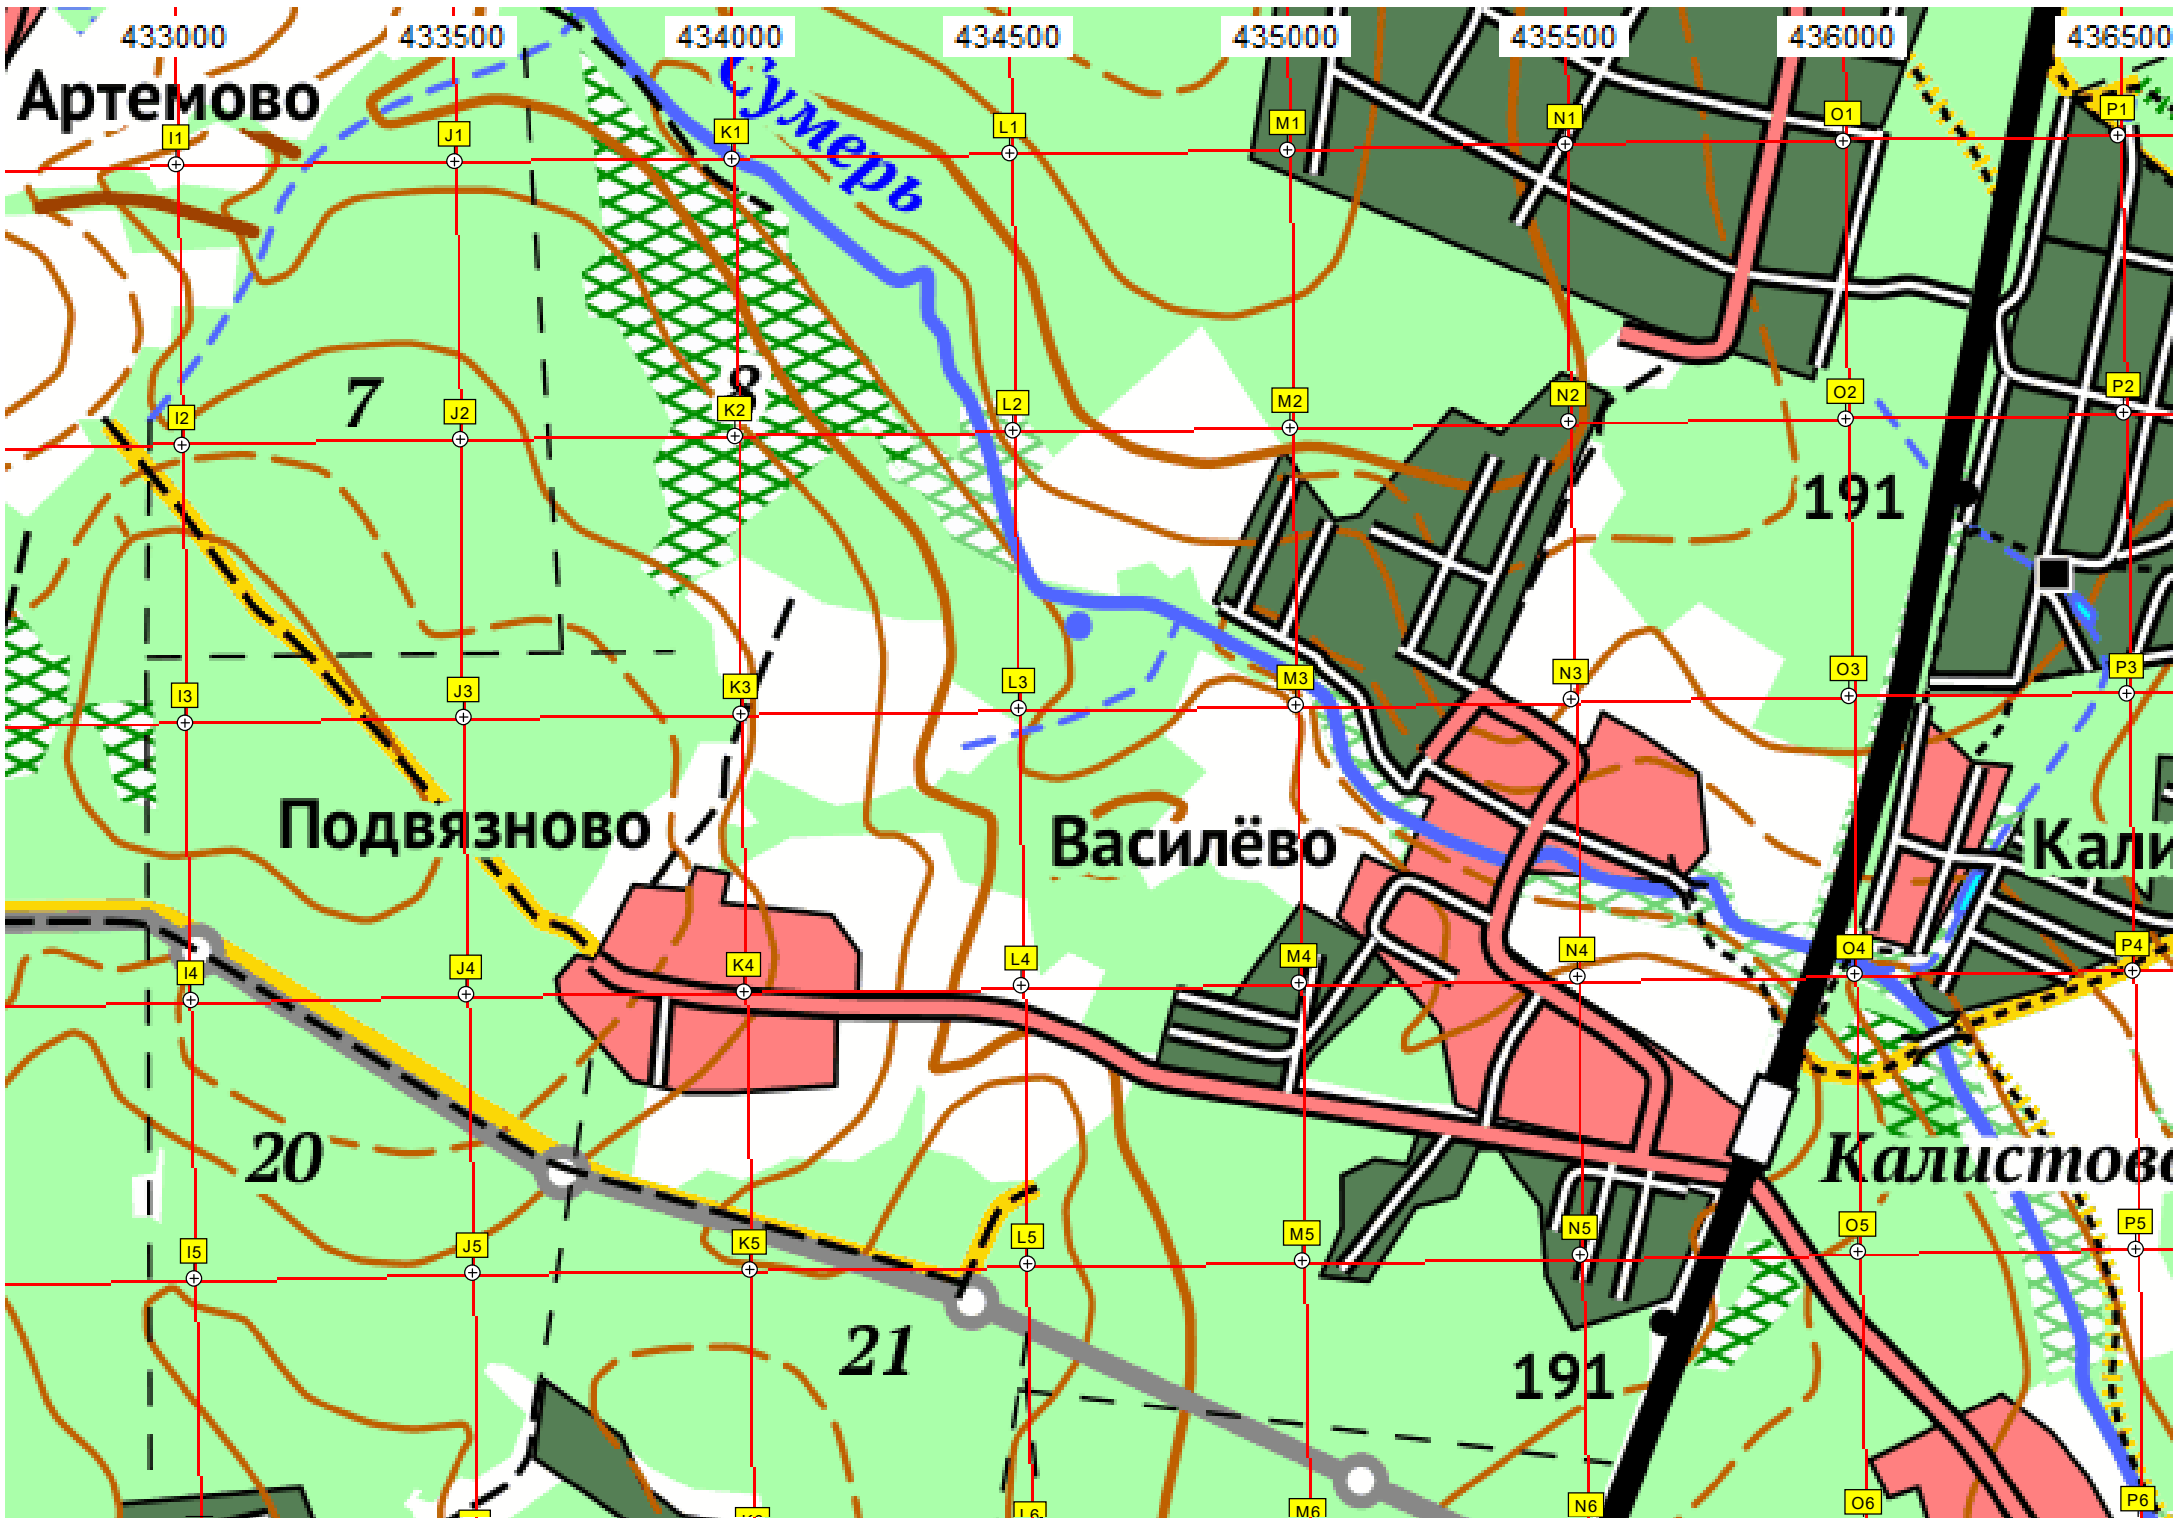 433000 433500 434000 434500 435000 435500 436000 436500
Артемово
Сумерь
I1 J1 K1 L1 M1 N1 O1 P1
7
8
I2 J2 K2 L2 M2 N2 O2 P2
191
I3 J3 K3 L3 M3 N3 O3 P3
Подвязново
Василёво
Кали
I4 J4 K4 L4 M4 N4 O4 P4
20
Калистово
I5 J5 K5 L5 M5 N5 O5 P5
21
191
L6 M6 N6 O6 P6